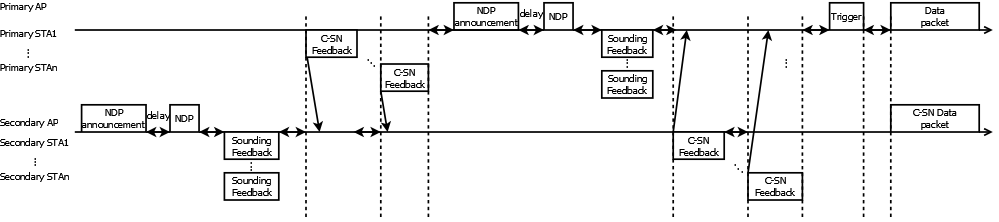 Primary AP
Primary STA1
Primary STAn
NDP
announcement
delay
NDP
Trigger
Data
packet
C-SN
Feedback
C-SN
Feedback
Sounding
Feedback
Sounding
Feedback
Secondary AP
Secondary STA1
Secondary STAn
NDP
announcement
delay
NDP
Sounding
Feedback
Sounding
Feedback
C-SN
Feedback
C-SN
Feedback
C-SN Data
packet